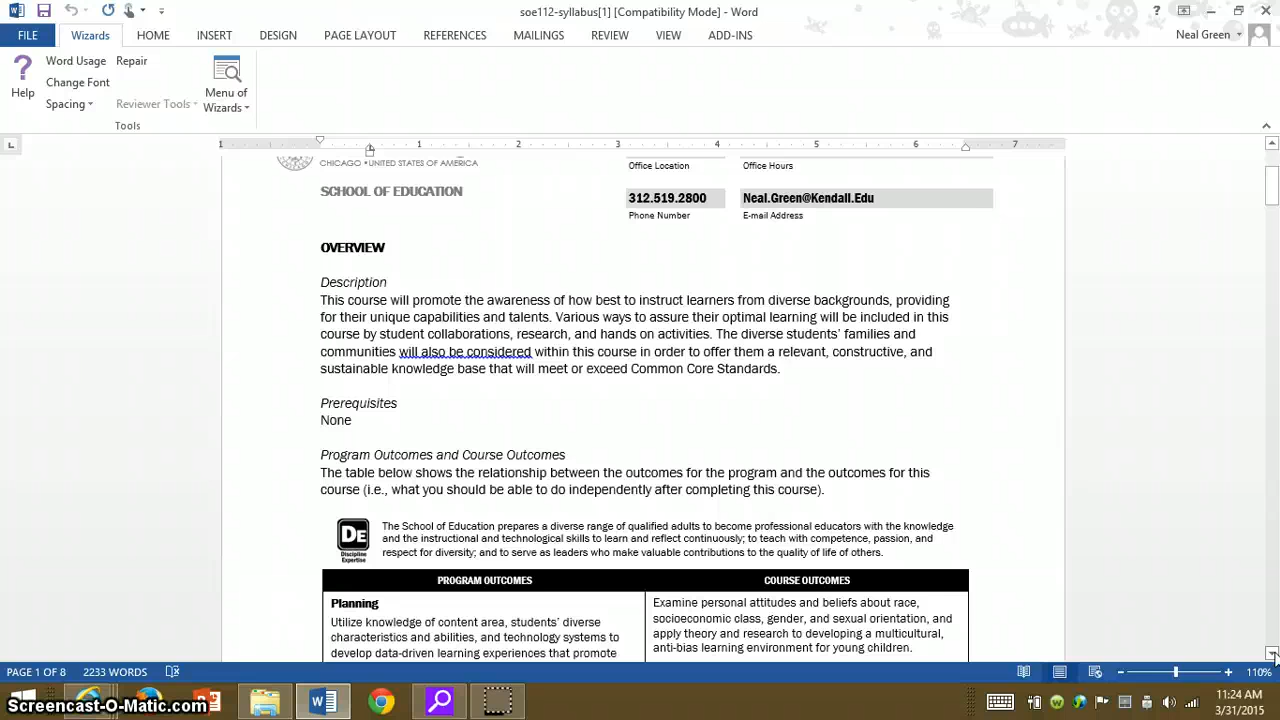 soe112-syllabus[1] [Compatibility Mode] - Word
FILE Wizards HOME INSERT DESIGN PAGE LAYOUT REFERENCES MAILINGS REVIEW VIEW ADD-INS Neal Green
Word Usage Repair
Change Font
Help Spacing Reviewer Tools Menu of Wizards
Tools
1 1 2 3 4 5 6 7
CHICAGO • UNITED STATES OF AMERICA Office Location Office Hours
SCHOOL OF EDUCATION 312.519.2800 Neal.Green@Kendall.Edu
Phone Number E-mail Address
OVERVIEW
Description
This course will promote the awareness of how best to instruct learners from diverse backgrounds, providing
for their unique capabilities and talents. Various ways to assure their optimal learning will be included in this
course by student collaborations, research, and hands on activities. The diverse students' families and
communities will also be considered within this course in order to offer them a relevant, constructive, and
sustainable knowledge base that will meet or exceed Common Core Standards.
Prerequisites
None
Program Outcomes and Course Outcomes
The table below shows the relationship between the outcomes for the program and the outcomes for this
course (i.e., what you should be able to do independently after completing this course).
DE
Discipline
Expertise
The School of Education prepares a diverse range of qualified adults to become professional educators with the knowledge
and the instructional and technological skills to learn and reflect continuously; to teach with competence, passion, and
respect for diversity; and to serve as leaders who make valuable contributions to the quality of life of others.
PROGRAM OUTCOMES COURSE OUTCOMES
Planning
Utilize knowledge of content area, students' diverse
characteristics and abilities, and technology systems to
develop data-driven learning experiences that promote
Examine personal attitudes and beliefs about race,
socioeconomic class, gender, and sexual orientation, and
apply theory and research to developing a multicultural,
anti-bias learning environment for young children.
PAGE 1 OF 8 2233 WORDS 110%
Screencast-O-Matic.com
11:24 AM
3/31/2015